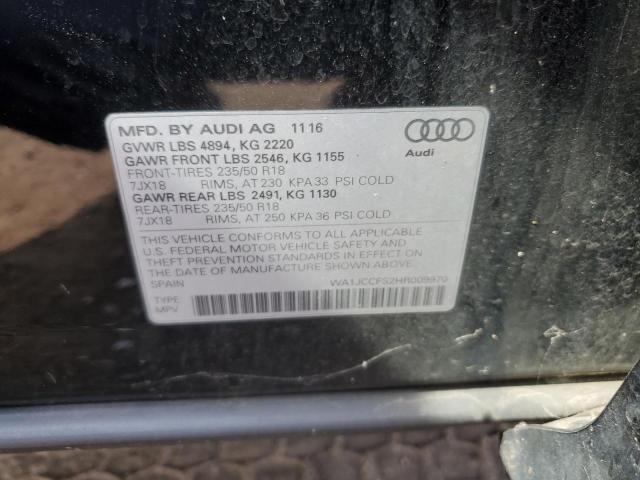 MFD. BY AUDI AG 11 16
GVWR LBS 4894, KG 2220
GAWR FRONT LBS 2546, KG 1155
FRONT-TIRES 235/50 R18
7JX18 RIMS, AT 230 KPA 33 PSI COLD
GAWR REAR LBS 2491, KG 1130
REAR-TIRES 235/50 R18
7JX18 RIMS, AT 250 KPA 36 PSI COLD
Audi
THIS VEHICLE CONFORMS TO ALL APPLICABLE
U.S. FEDERAL MOTOR VEHICLE SAFETY AND
THEFT PREVENTION STANDARDS IN EFFECT ON
THE DATE OF MANUFACTURE SHOWN ABOVE.
SPAIN WA1JCCFS2HR009970
TYPE:
MPV